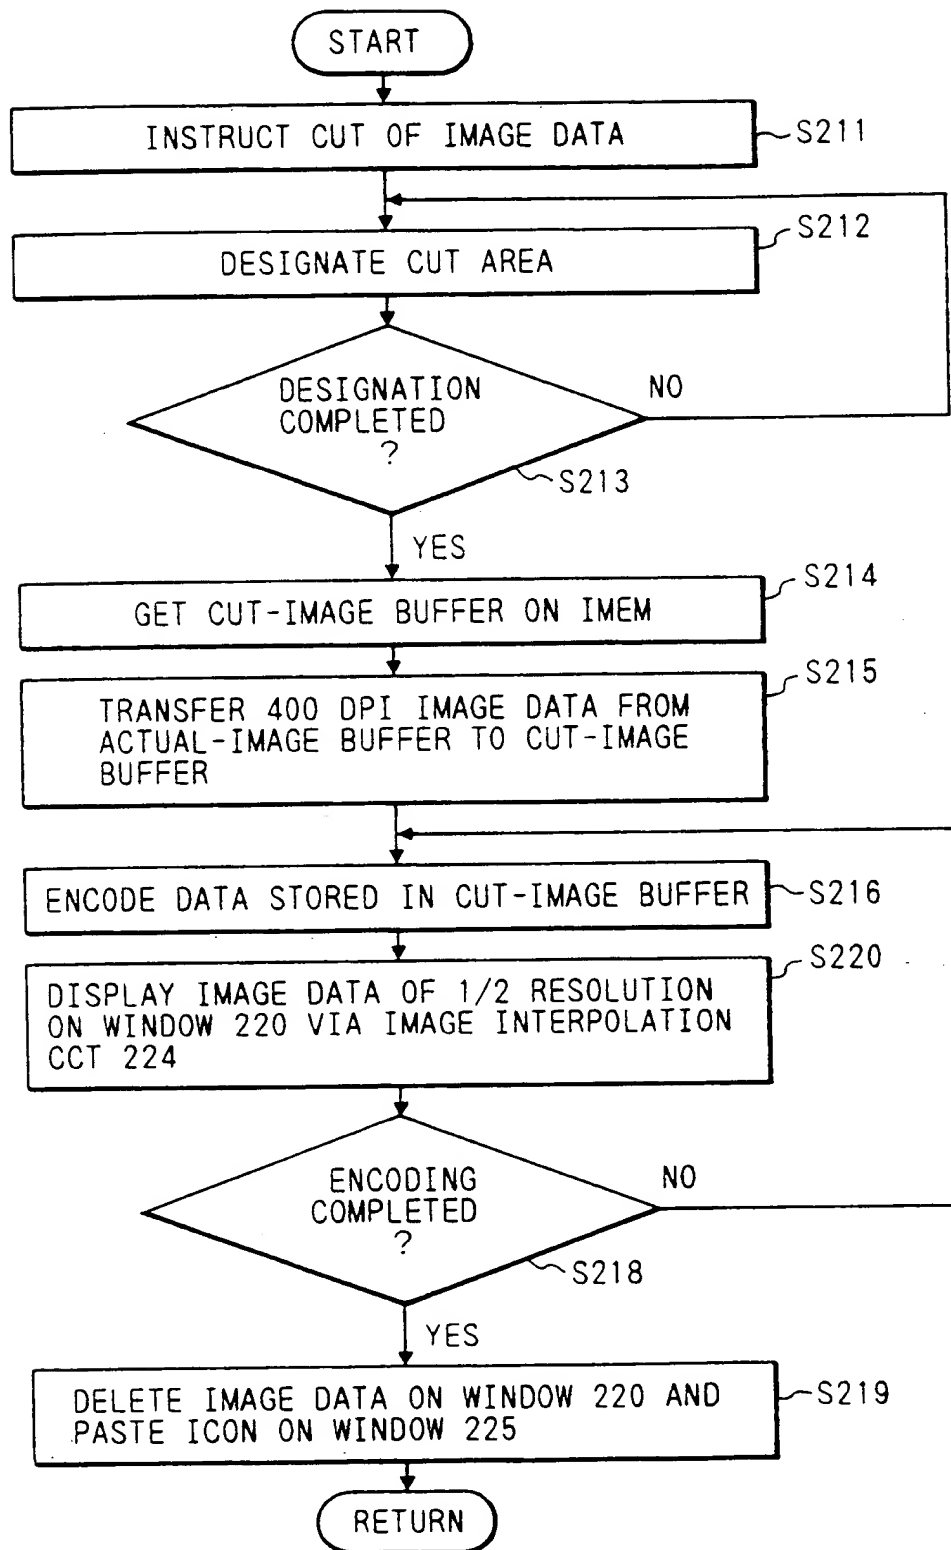 START
INSTRUCT CUT OF IMAGE DATA
S211
S212
DESIGNATE CUT AREA
DESIGNATION
COMPLETED
?
NO
S213
YES
S214
GET CUT-IMAGE BUFFER ON IMEM
S215
TRANSFER 400 DPI IMAGE DATA FROM
ACTUAL-IMAGE BUFFER TO CUT-IMAGE
BUFFER
ENCODE DATA STORED IN CUT-IMAGE BUFFER
S216
S220
DISPLAY IMAGE DATA OF 1/2 RESOLUTION
ON WINDOW 220 VIA IMAGE INTERPOLATION
CCT 224
ENCODING
COMPLETED
?
NO
S218
YES
DELETE IMAGE DATA ON WINDOW 220 AND
PASTE ICON ON WINDOW 225
S219
RETURN